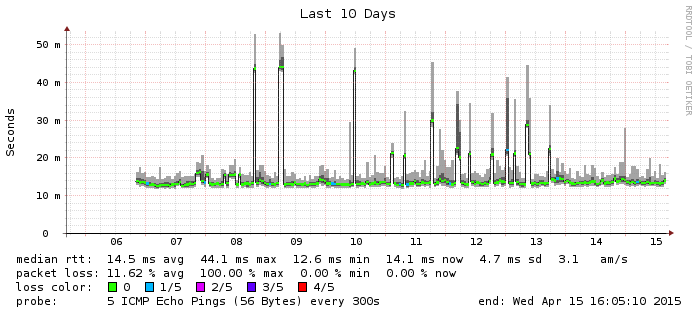 Last 10 Days
RRDTOOL / TOBI OETIKER
Seconds
50 m
40 m
30 m
20 m
10 m
0
06 07 08 09 10 11 12 13 14 15
median rtt: 14.5 ms avg 44.1 ms max 12.6 ms min 14.1 ms now 4.7 ms sd 3.1 am/s
packet loss: 11.62 % avg 100.00 % max 0.00 % min 0.00 % now
loss color: 0 1/5 2/5 3/5 4/5
probe: 5 ICMP Echo Pings (56 Bytes) every 300s end: Wed Apr 15 16:05:10 2015